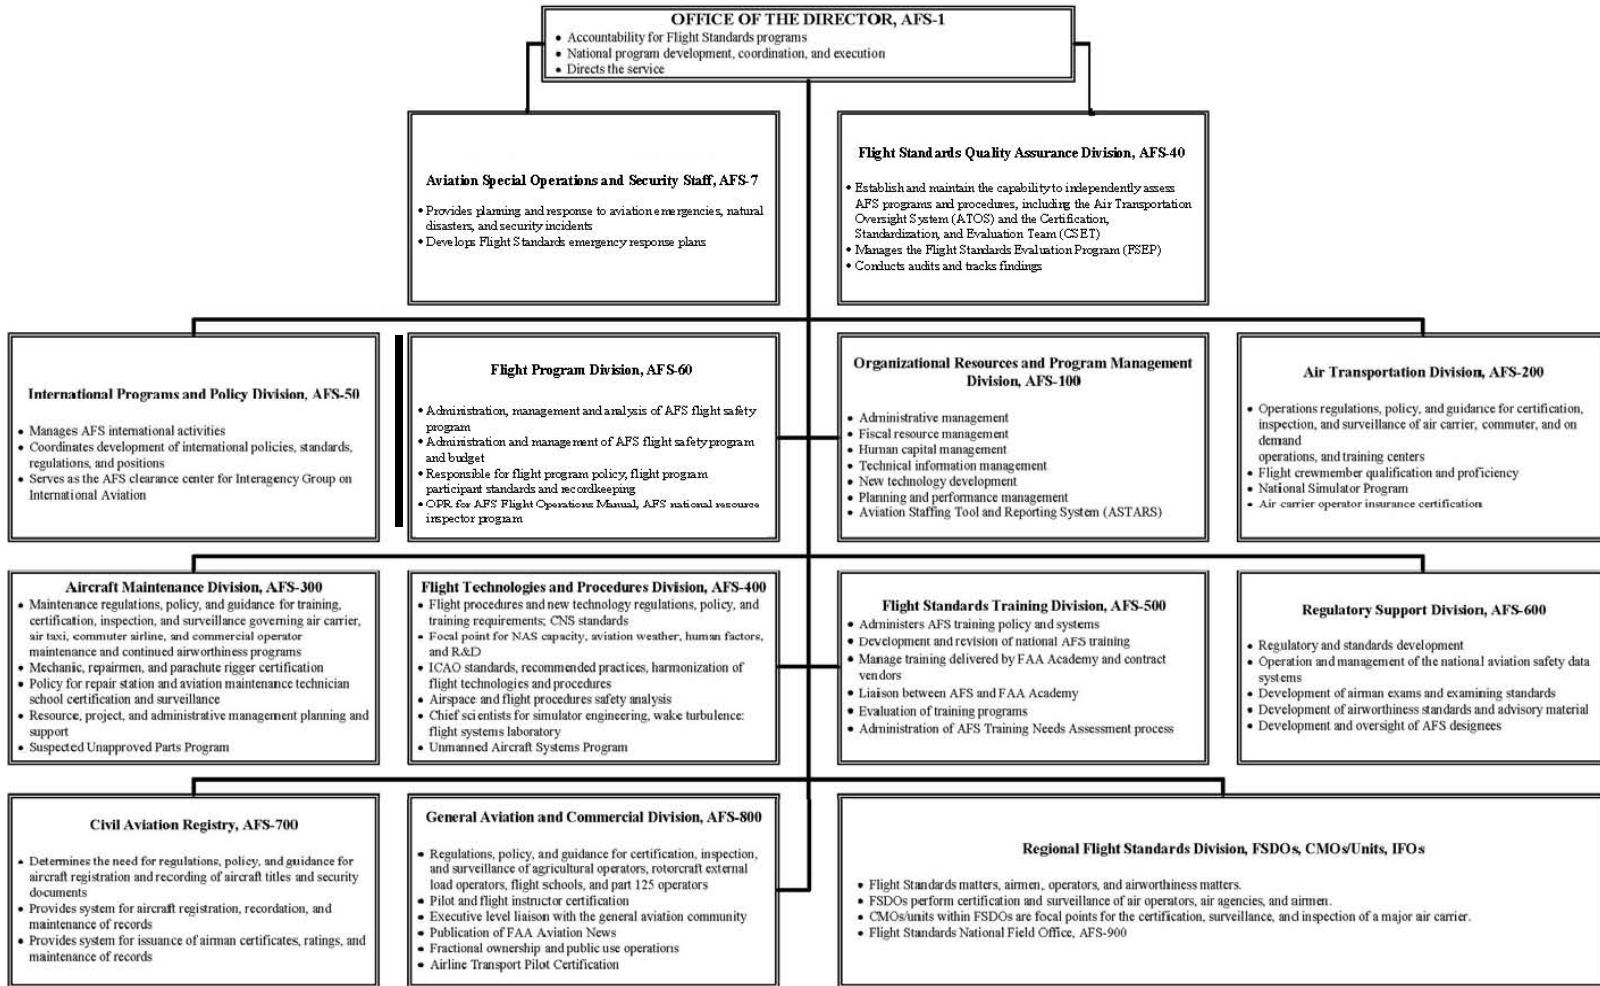 OFFICE OF THE DIRECTOR, AFS-1
• Accountability for Flight Standards programs
• National program development, coordination, and execution
• Directs the service
Aviation Special Operations and Security Staff, AFS-7
• Provides planning and response to aviation emergencies, natural
disasters, and security incidents
• Develops Flight Standards emergency response plans
Flight Standards Quality Assurance Division, AFS-40
• Establish and maintain the capability to independently assess
AFS programs and procedures, including the Air Transportation
Oversight System (ATOS) and the Certification,
Standardization, and Evaluation Team (CSET)
• Manages the Flight Standards Evaluation Program (FSEP)
• Conducts audits and tracks findings
International Programs and Policy Division, AFS-50
• Manages AFS international activities
• Coordinates development of international policies, standards,
regulations, and positions
• Serves as the AFS clearance center for Interagency Group on
International Aviation
Flight Program Division, AFS-60
• Administration, management and analysis of AFS flight safety
program
• Administration and management of AFS flight safety program
and budget
• Responsible for flight program policy, flight program
participant standards and recordkeeping
• OPR for AFS Flight Operations Manual, AFS national resource
inspector program
Organizational Resources and Program Management
Division, AFS-100
• Administrative management
• Fiscal resource management
• Human capital management
• Technical information management
• New technology development
• Planning and performance management
• Aviation Staffing Tool and Reporting System (ASTARS)
Air Transportation Division, AFS-200
• Operations regulations, policy, and guidance for certification,
inspection, and surveillance of air carrier, commuter, and on
demand
operations, and training centers
• Flight crewmember qualification and proficiency
• National Simulator Program
• Air carrier operator insurance certification
Aircraft Maintenance Division, AFS-300
• Maintenance regulations, policy, and guidance for training,
certification, inspection, and surveillance governing air carrier,
air taxi, commuter airline, and commercial operator
maintenance and continued airworthiness programs
• Mechanic, repairmen, and parachute rigger certification
• Policy for repair station and aviation maintenance technician
school certification and surveillance
• Resource, project, and administrative management planning and
support
• Suspected Unapproved Parts Program
Flight Technologies and Procedures Division, AFS-400
• Flight procedures and new technology regulations, policy, and
training requirements; CNS standards
• Focal point for NAS capacity, aviation weather, human factors,
and R&D
• ICAO standards, recommended practices, harmonization of
flight technologies and procedures
• Airspace and flight procedures safety analysis
• Chief scientists for simulator engineering, wake turbulence:
flight systems laboratory
• Unmanned Aircraft Systems Program
Flight Standards Training Division, AFS-500
• Administers AFS training policy and systems
• Development and revision of national AFS training
• Manage training delivered by FAA Academy and contract
vendors
• Liaison between AFS and FAA Academy
• Evaluation of training programs
• Administration of AFS Training Needs Assessment process
Regulatory Support Division, AFS-600
• Regulatory and standards development
• Operation and management of the national aviation safety data
systems
• Development of airman exams and examining standards
• Development of airworthiness standards and advisory material
• Development and oversight of AFS designees
Civil Aviation Registry, AFS-700
• Determines the need for regulations, policy, and guidance for
aircraft registration and recording of aircraft titles and security
documents
• Provides system for aircraft registration, recordation, and
maintenance of records
• Provides system for issuance of airman certificates, ratings, and
maintenance of records
General Aviation and Commercial Division, AFS-800
• Regulations, policy, and guidance for certification, inspection,
and surveillance of agricultural operators, rotorcraft external
load operators, flight schools, and part 125 operators
• Pilot and flight instructor certification
• Executive level liaison with the general aviation community
• Publication of FAA Aviation News
• Fractional ownership and public use operations
• Airline Transport Pilot Certification
Regional Flight Standards Division, FSDOs, CMOs/Units, IFOs
• Flight Standards matters, airmen, operators, and airworthiness matters.
• FSDOs perform certification and surveillance of air operators, air agencies, and airmen.
• CMOs/units within FSDOs are focal points for the certification, surveillance, and inspection of a major air carrier.
• Flight Standards National Field Office, AFS-900